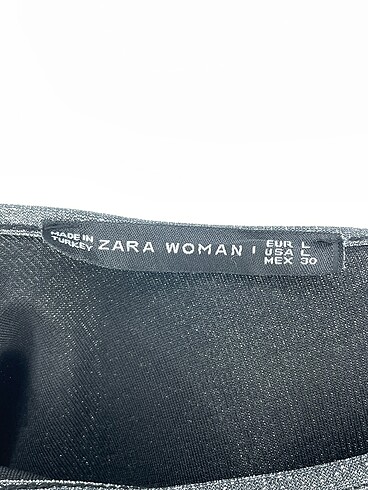 MADE IN
TURKEY
ZARA WOMAN
EUR L
USA L
MEX 30